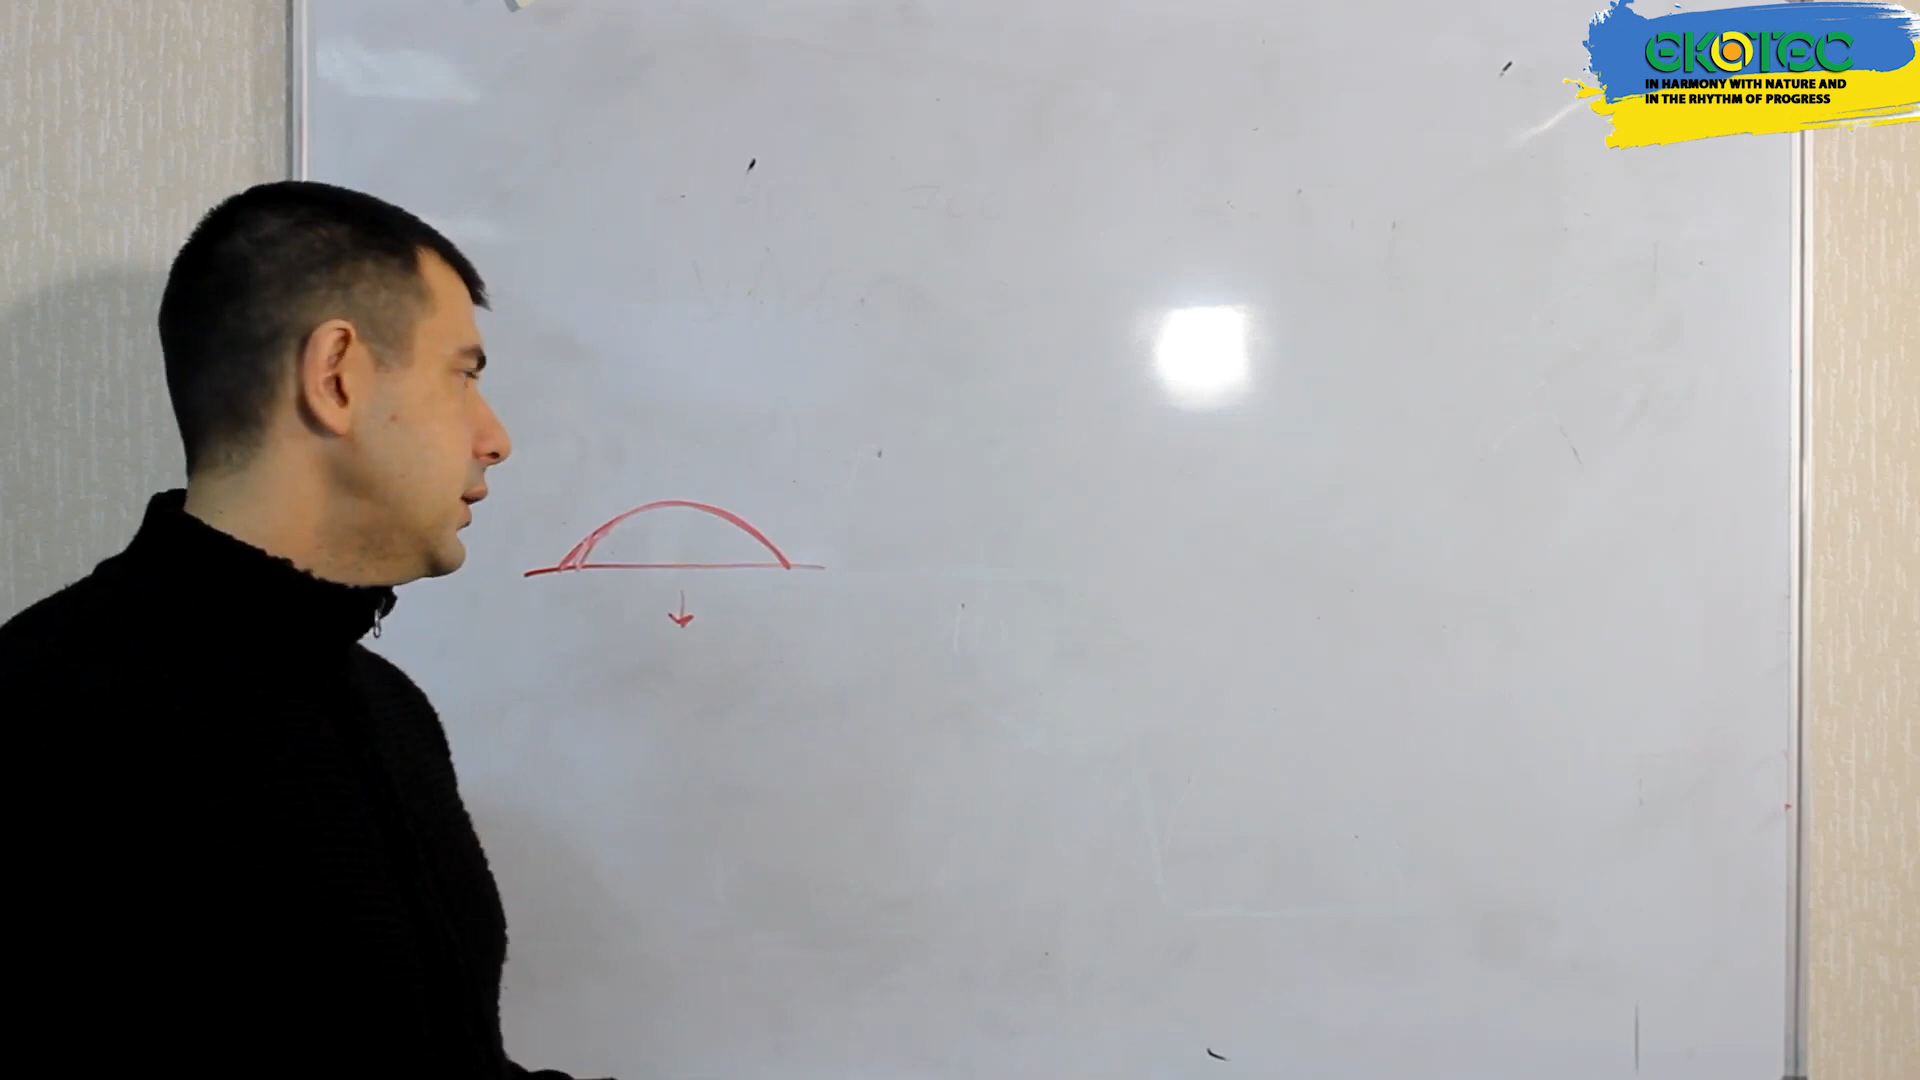 EKOTEC
IN HARMONY WITH NATURE AND
IN THE RHYTHM OF PROGRESS